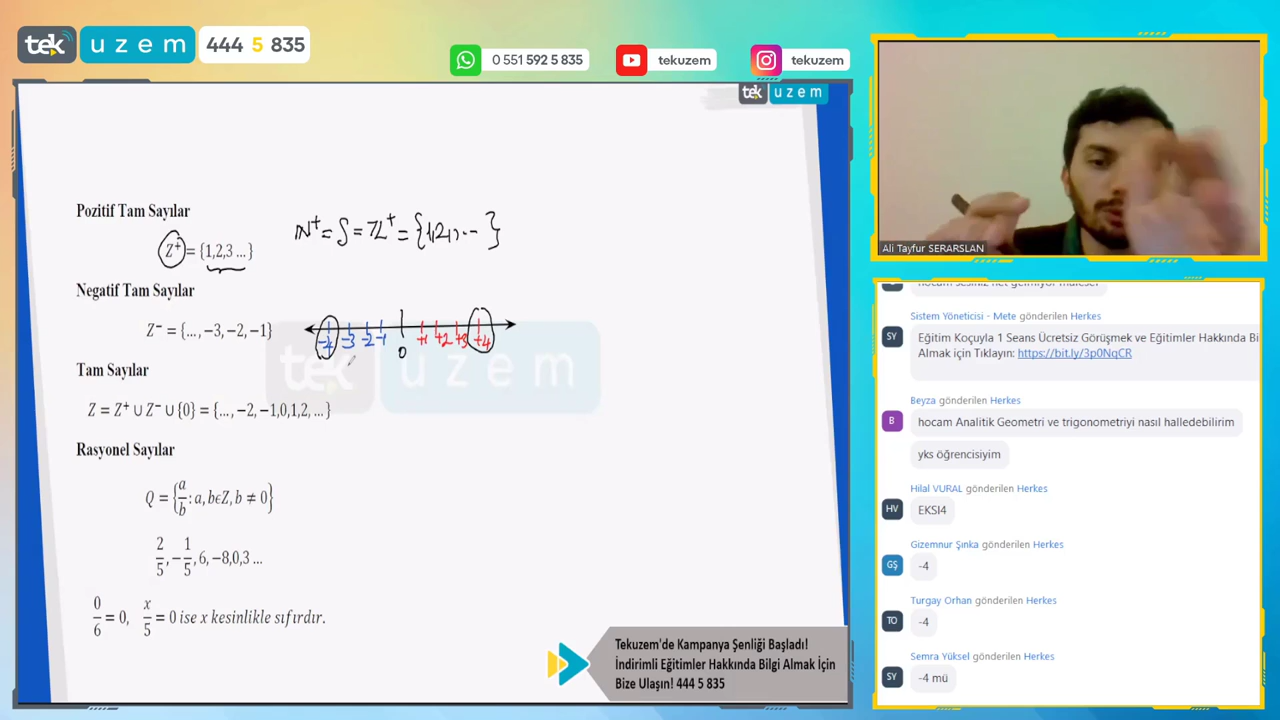 tek uzem 444 5 835
0 551 592 5 835
tekuzem
tekuzem
tek uzem
Pozitif Tam Sayılar
Z⁺ = {1,2,3 ...}
N⁺ = S = Z⁺ = {1,2,, ... }
Negatif Tam Sayılar
Z⁻ = {..., −3, −2, −1}
-4 -3 -2 -1 0 +1 +2 +3 +4
tek uzem
Tam Sayılar
Z = Z⁺ ∪ Z⁻ ∪ {0} = {..., −2, −1,0,1,2, ...}
Rasyonel Sayılar
Q = {a/b : a, bϵZ, b ≠ 0}
2/5, −1/5, 6, −8,0,3 ...
0/6 = 0, x/5 = 0 ise x kesinlikle sıfırdır.
Tekuzem'de Kampanya Şenliği Başladı!
İndirimli Eğitimler Hakkında Bilgi Almak İçin
Bize Ulaşın! 444 5 835
Ali Tayfur SERARSLAN
Sistem Yöneticisi - Mete gönderilen Herkes
SY
Eğitim Koçuyla 1 Seans Ücretsiz Görüşmek ve Eğitimler Hakkında Bi
Almak için Tıklayın: https://bit.ly/3p0NqCR
Beyza gönderilen Herkes
B
hocam Analitik Geometri ve trigonometriyi nasıl halledebilirim
yks öğrencisiyim
Hilal VURAL gönderilen Herkes
HV
EKSI4
Gizemnur Şınka gönderilen Herkes
GŞ
-4
Turgay Orhan gönderilen Herkes
TO
-4
Semra Yüksel gönderilen Herkes
SY
-4 mü